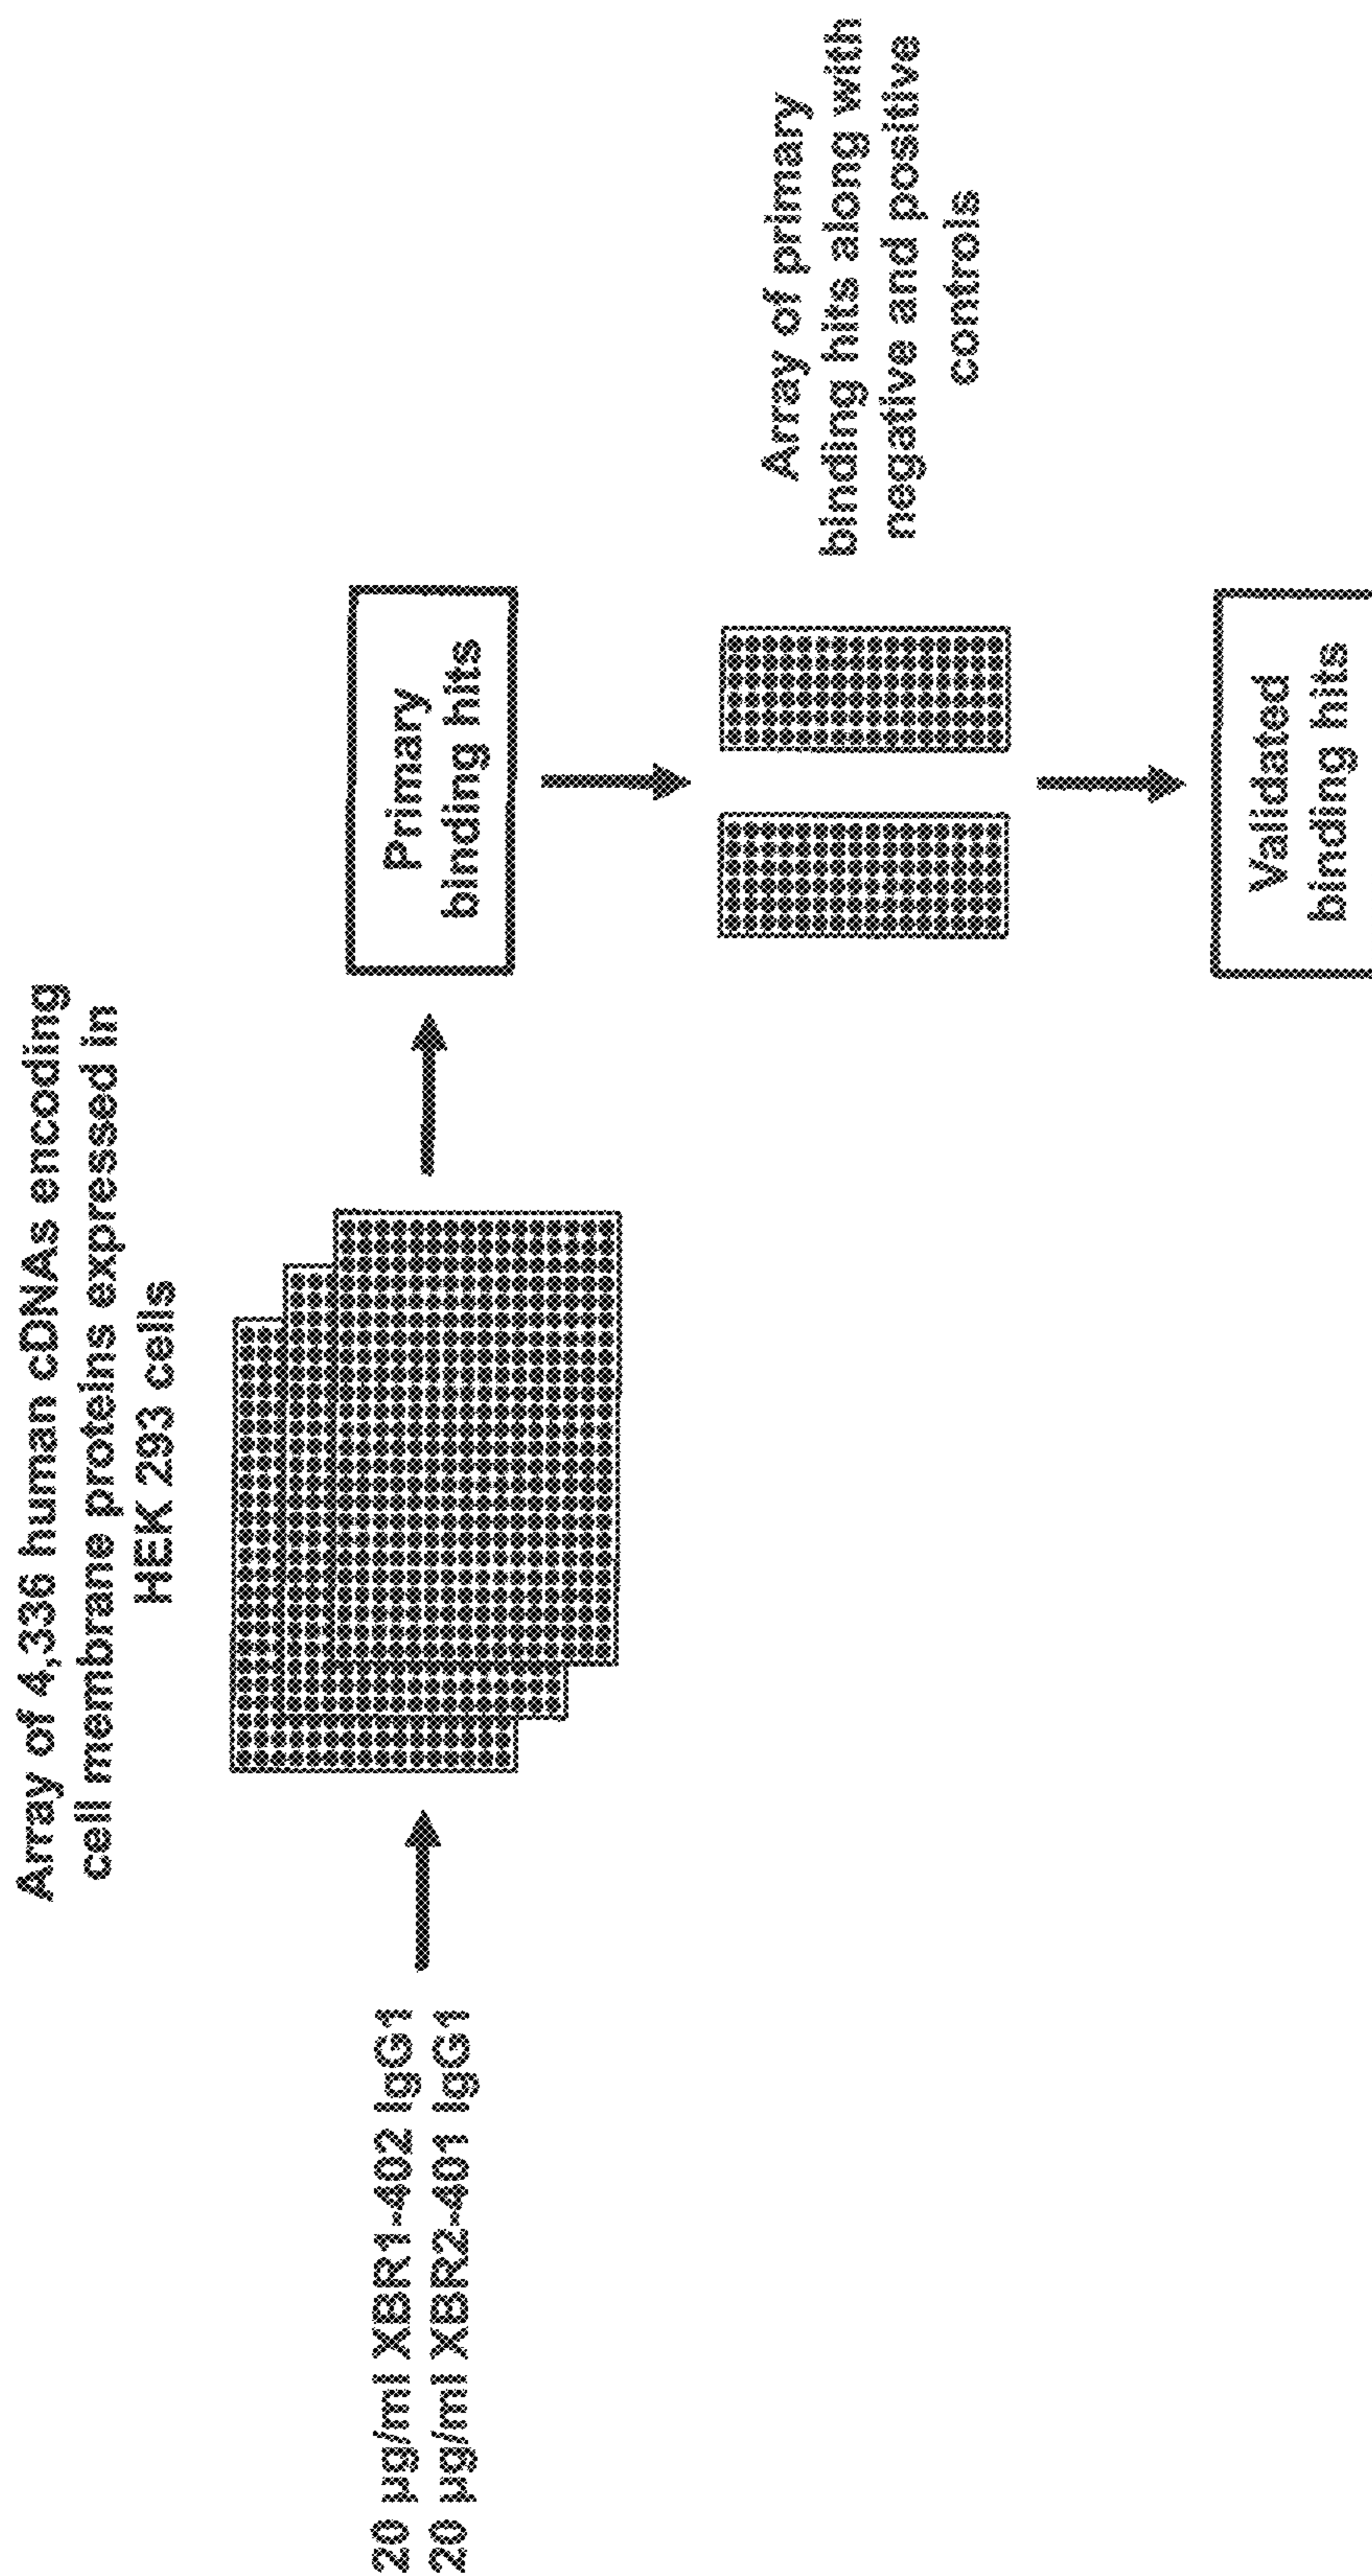 Array of 4,336 human cDNAs encoding
cell membrane proteins expressed in
HEK 293 cells
20 µg/ml XBR1-402 IgG1
20 µg/ml XBR2-401 IgG1
Primary
binding hits
Array of primary
binding hits along with
negative and positive
controls
Validated
binding hits